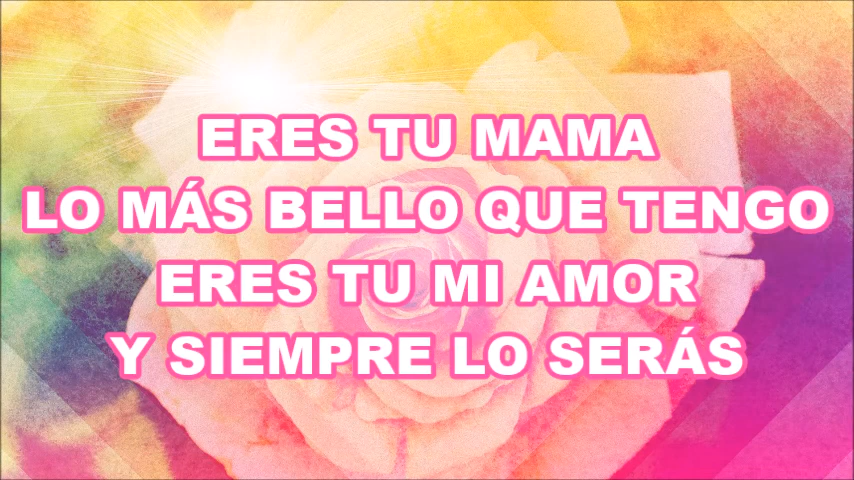 ERES TU MAMA
LO MÁS BELLO QUE TENGO
ERES TU MI AMOR
Y SIEMPRE LO SERÁS